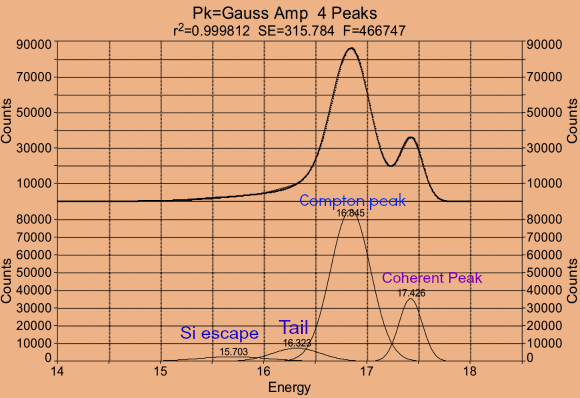 Pk=Gauss Amp 4 Peaks
r2=0.999812 SE=315.784 F=466747
90000 90000
70000 70000
50000 50000
30000 30000
10000 10000
Counts Counts
Compton peak
16.845
80000 80000
70000 70000
60000 60000
50000 50000
40000 40000
30000 30000
20000 20000
10000 10000
0 0
Counts Counts
Coherent Peak
17.426
Si escape
15.703
Tail
16.323
14 15 16 17 18
Energy